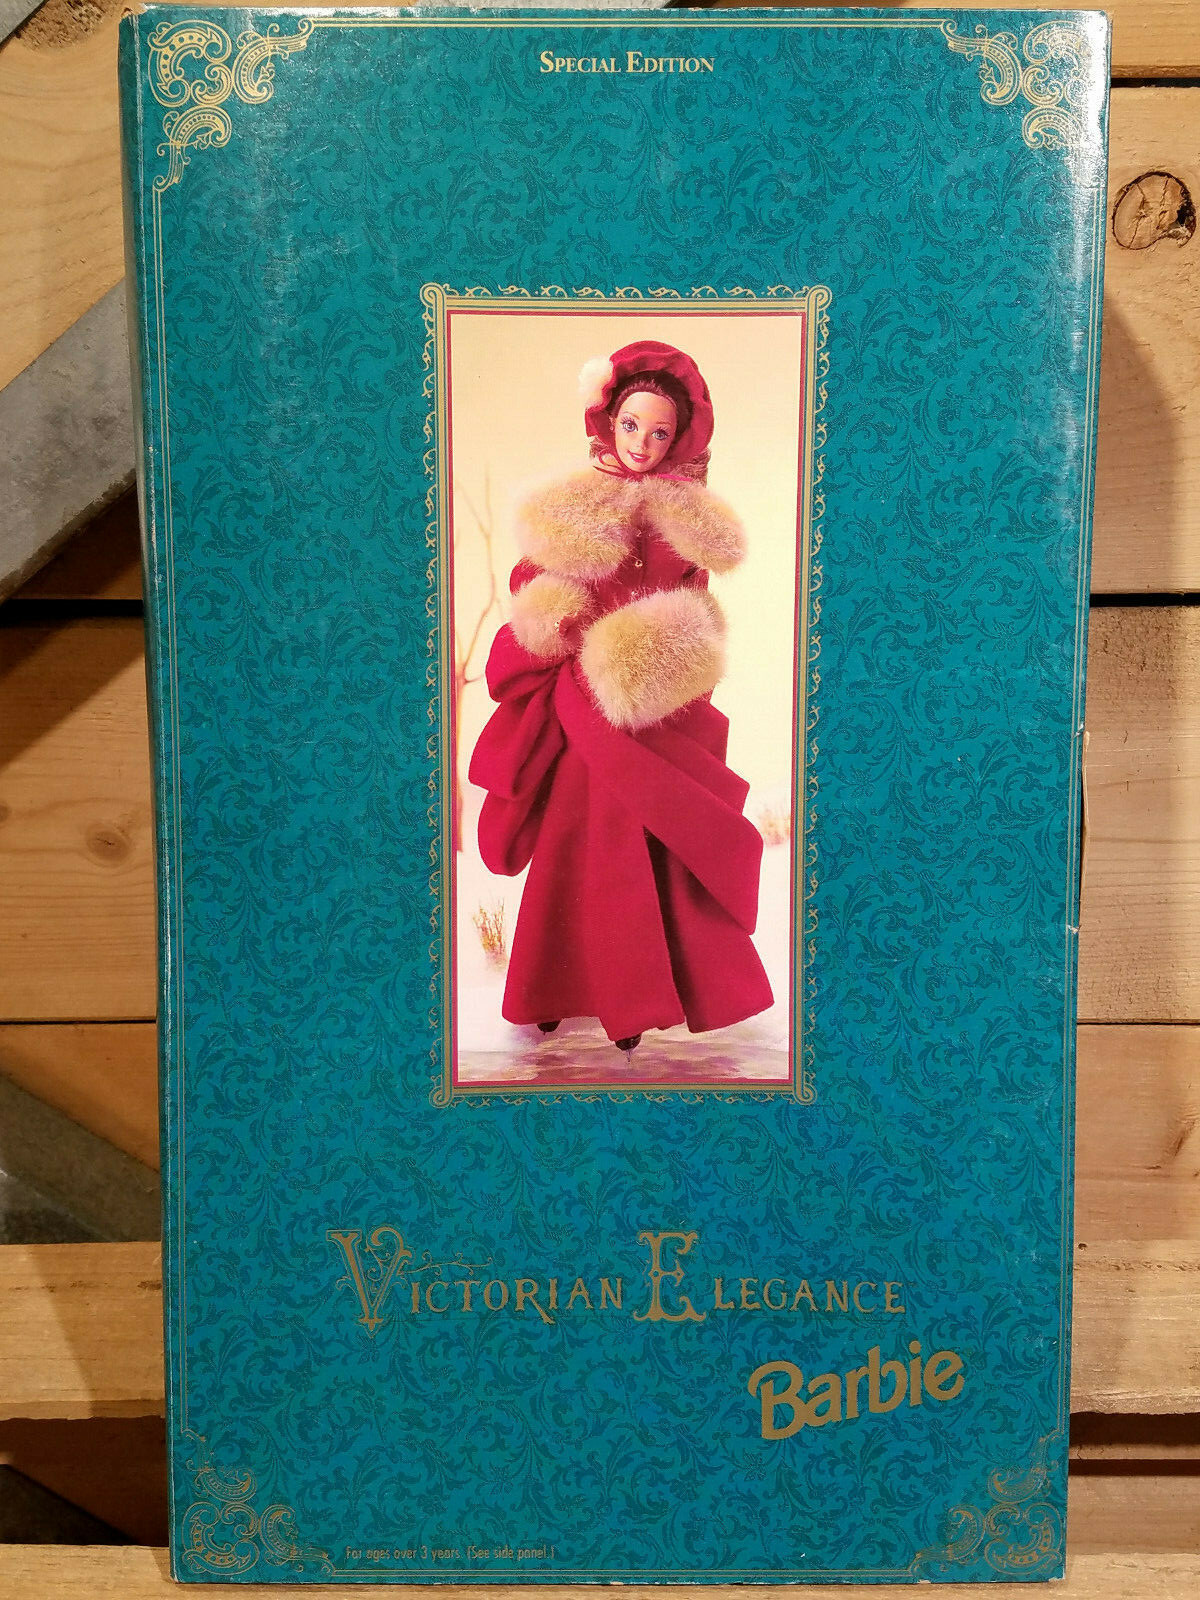 SPECIAL EDITION
VICTORIAN ELEGANCE
Barbie
For ages over 3 years. (See side panel.)